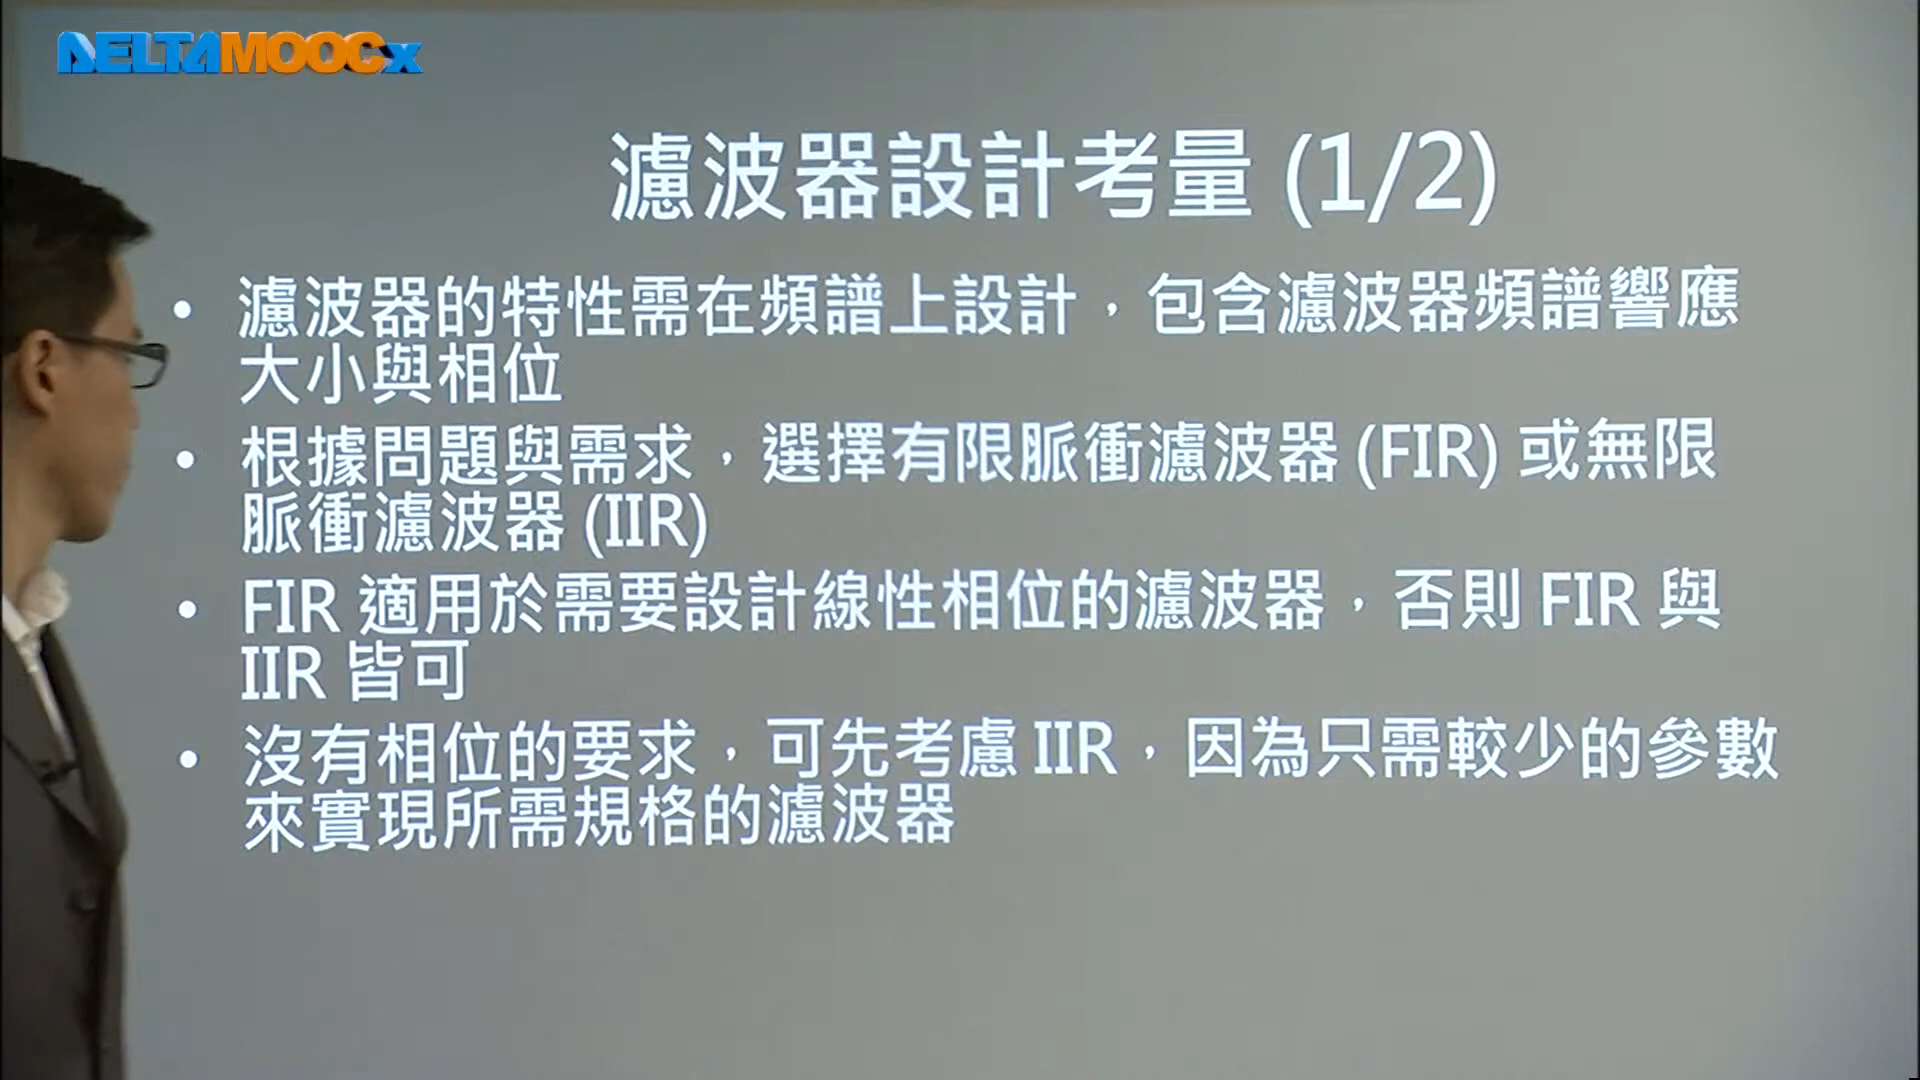 DELTAMOOCx
濾波器設計考量 (1/2)
• 濾波器的特性需在頻譜上設計，包含濾波器頻譜響應
大小與相位
• 根據問題與需求，選擇有限脈衝濾波器 (FIR) 或無限
脈衝濾波器 (IIR)
• FIR 適用於需要設計線性相位的濾波器，否則 FIR 與
IIR 皆可
• 沒有相位的要求，可先考慮 IIR，因為只需較少的參數
來實現所需規格的濾波器